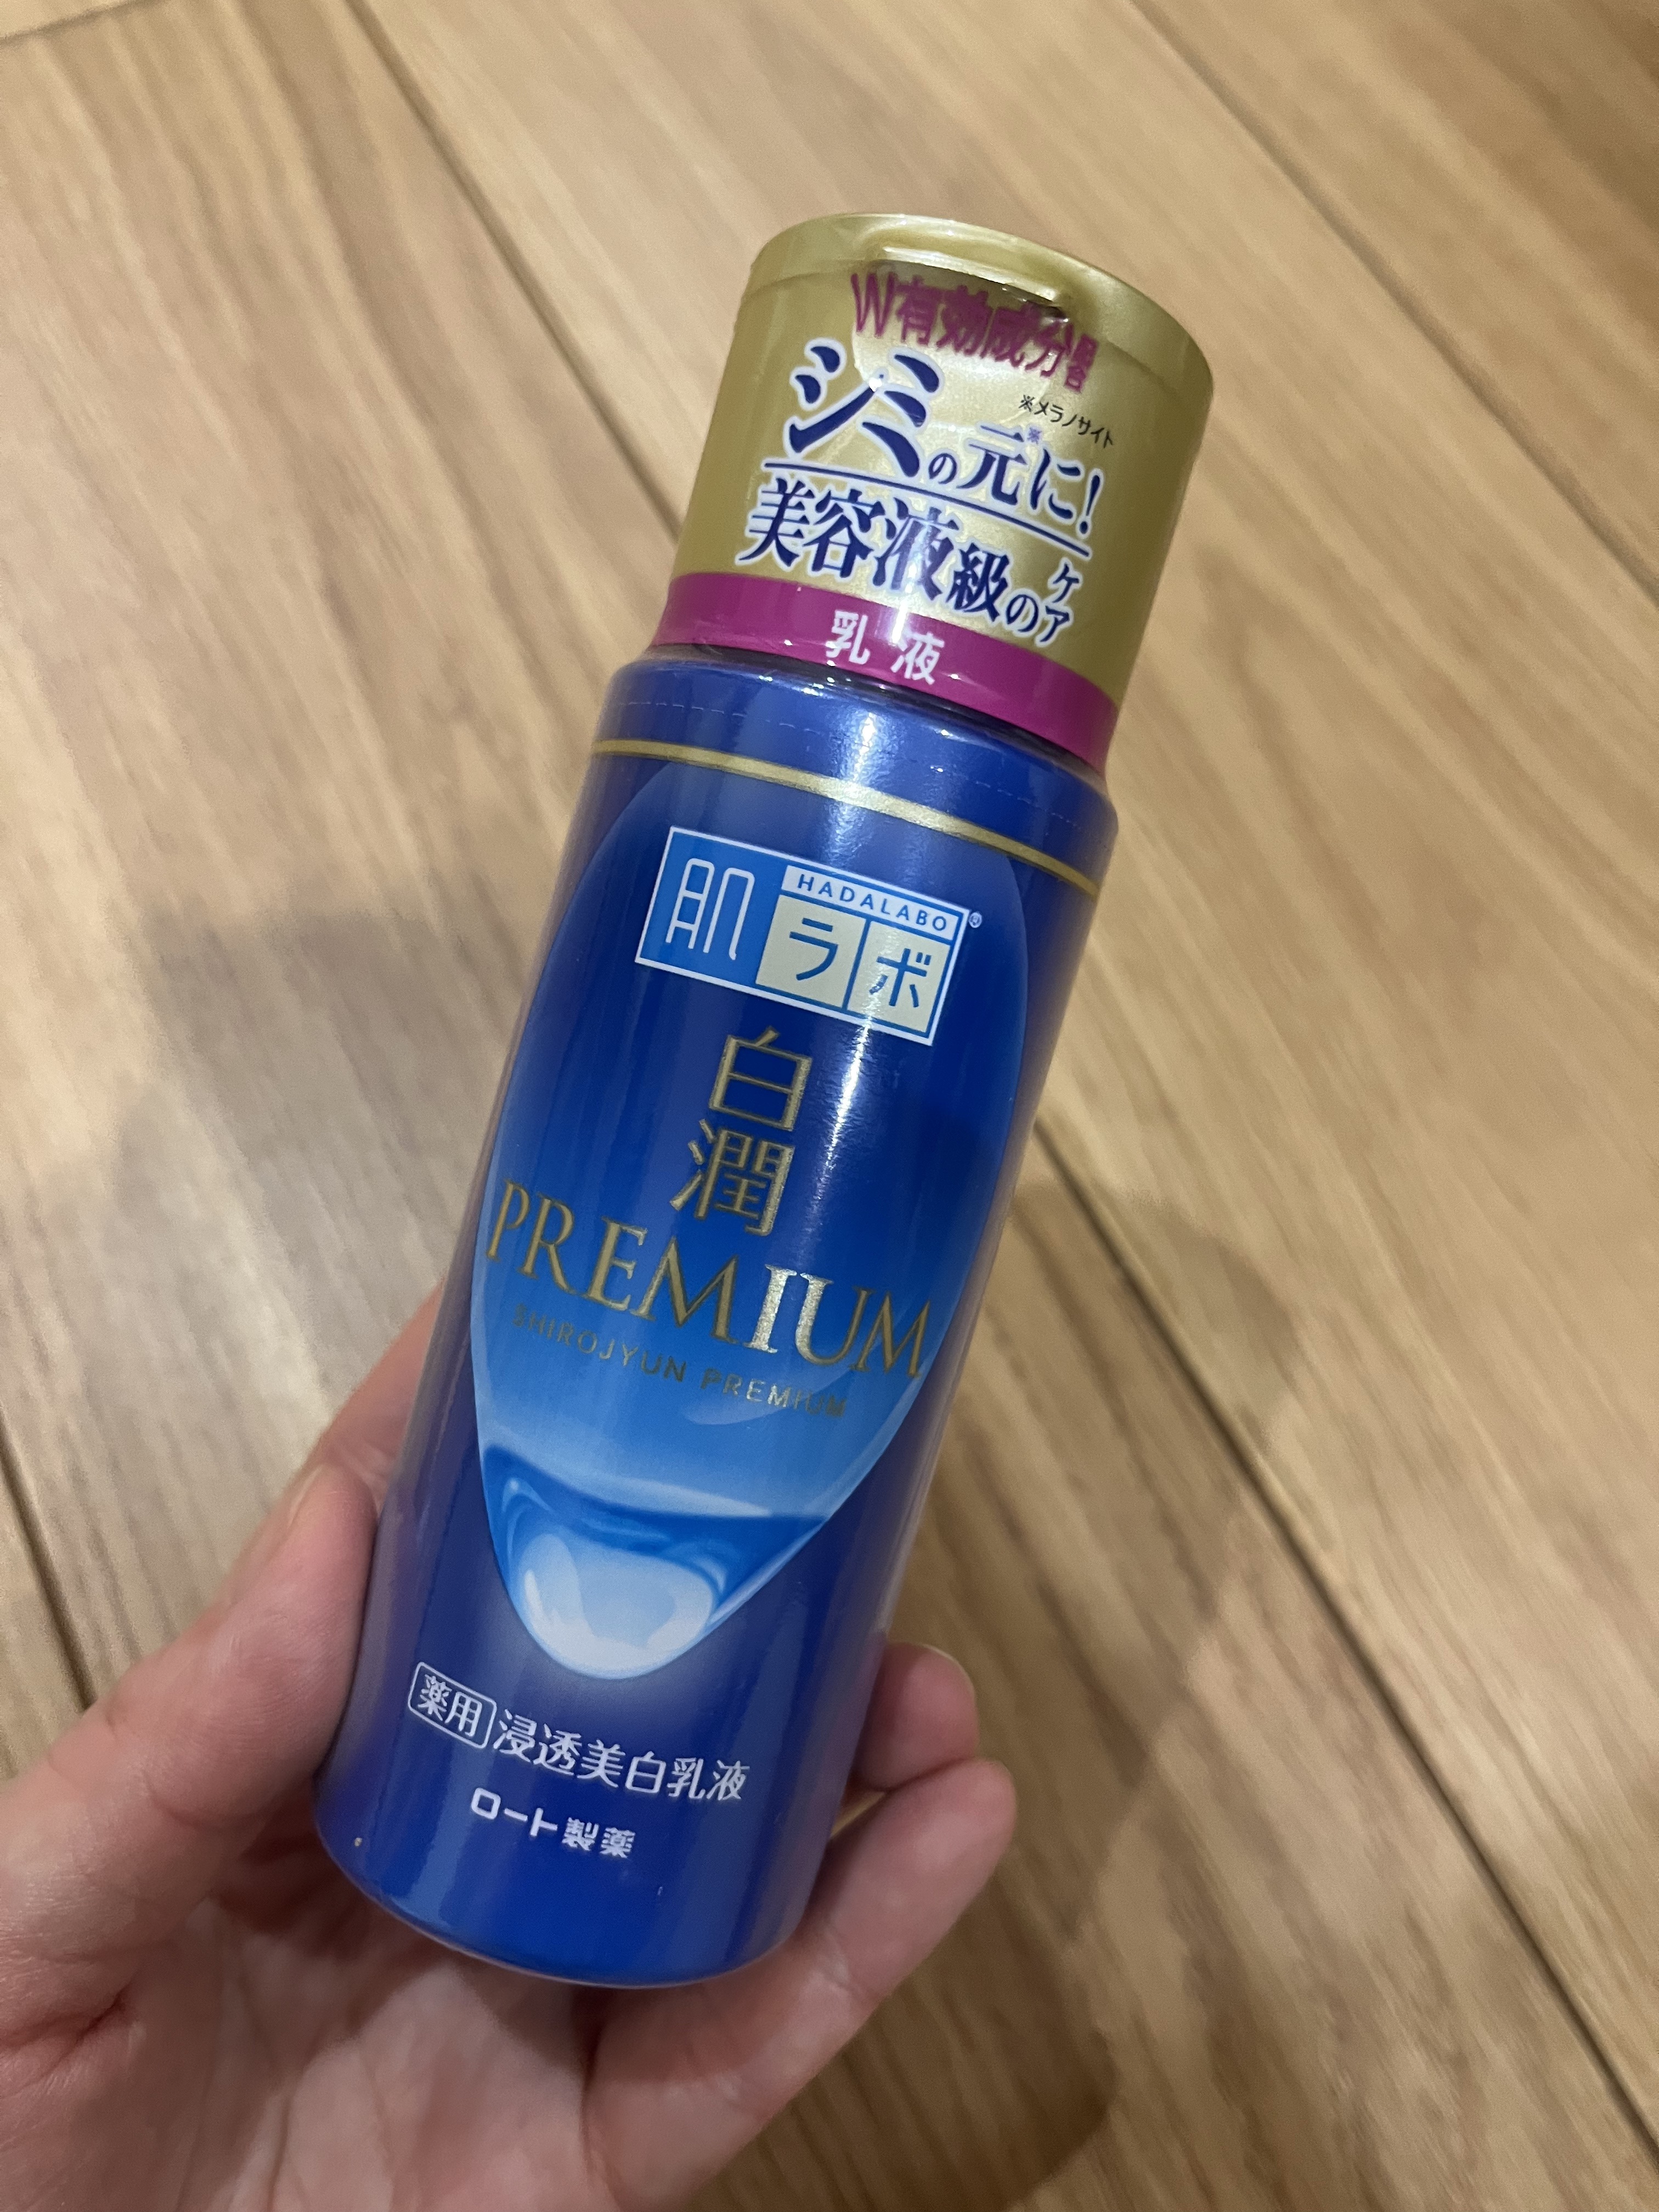 W有効成分配合
※メラノサイト
シミの元※に!
美容液級のケア
乳液
HADALABO
肌ラボ®
白潤
PREMIUM
SHIROJYUN PREMIUM
薬用 浸透美白乳液
ロート製薬